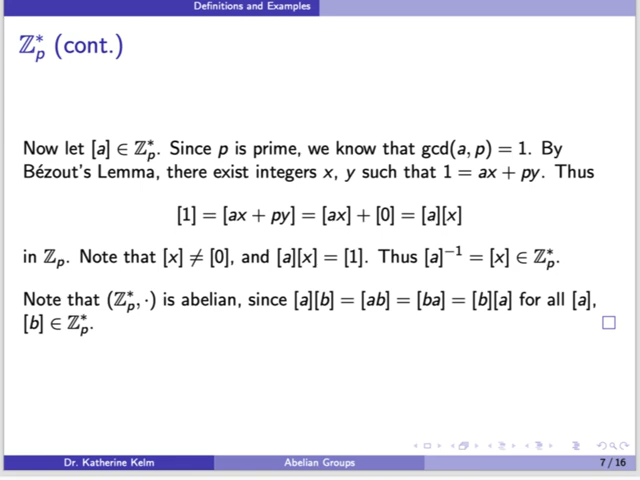 Definitions and Examples
ℤ*ₚ (cont.)
Now let [a] ∈ ℤ*ₚ. Since p is prime, we know that gcd(a, p) = 1. By
Bézout's Lemma, there exist integers x, y such that 1 = ax + py. Thus
[1] = [ax + py] = [ax] + [0] = [a][x]
in ℤₚ. Note that [x] ≠ [0], and [a][x] = [1]. Thus [a]⁻¹ = [x] ∈ ℤ*ₚ.
Note that (ℤ*ₚ, ·) is abelian, since [a][b] = [ab] = [ba] = [b][a] for all [a],
[b] ∈ ℤ*ₚ. □
Dr. Katherine Kelm Abelian Groups 7 / 16